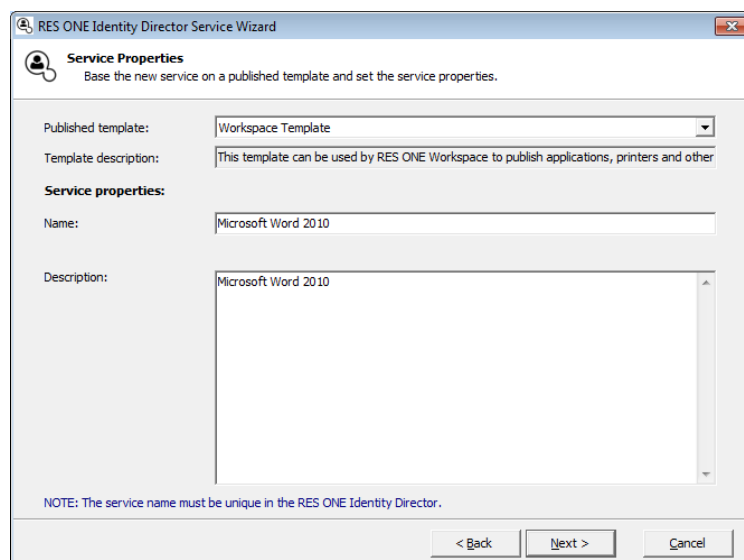 RES ONE Identity Director Service Wizard
Service Properties
Base the new service on a published template and set the service properties.
Published template: Workspace Template
Template description: This template can be used by RES ONE Workspace to publish applications, printers and other
Service properties:
Name: Microsoft Word 2010
Description: Microsoft Word 2010
NOTE: The service name must be unique in the RES ONE Identity Director.
< Back Next > Cancel